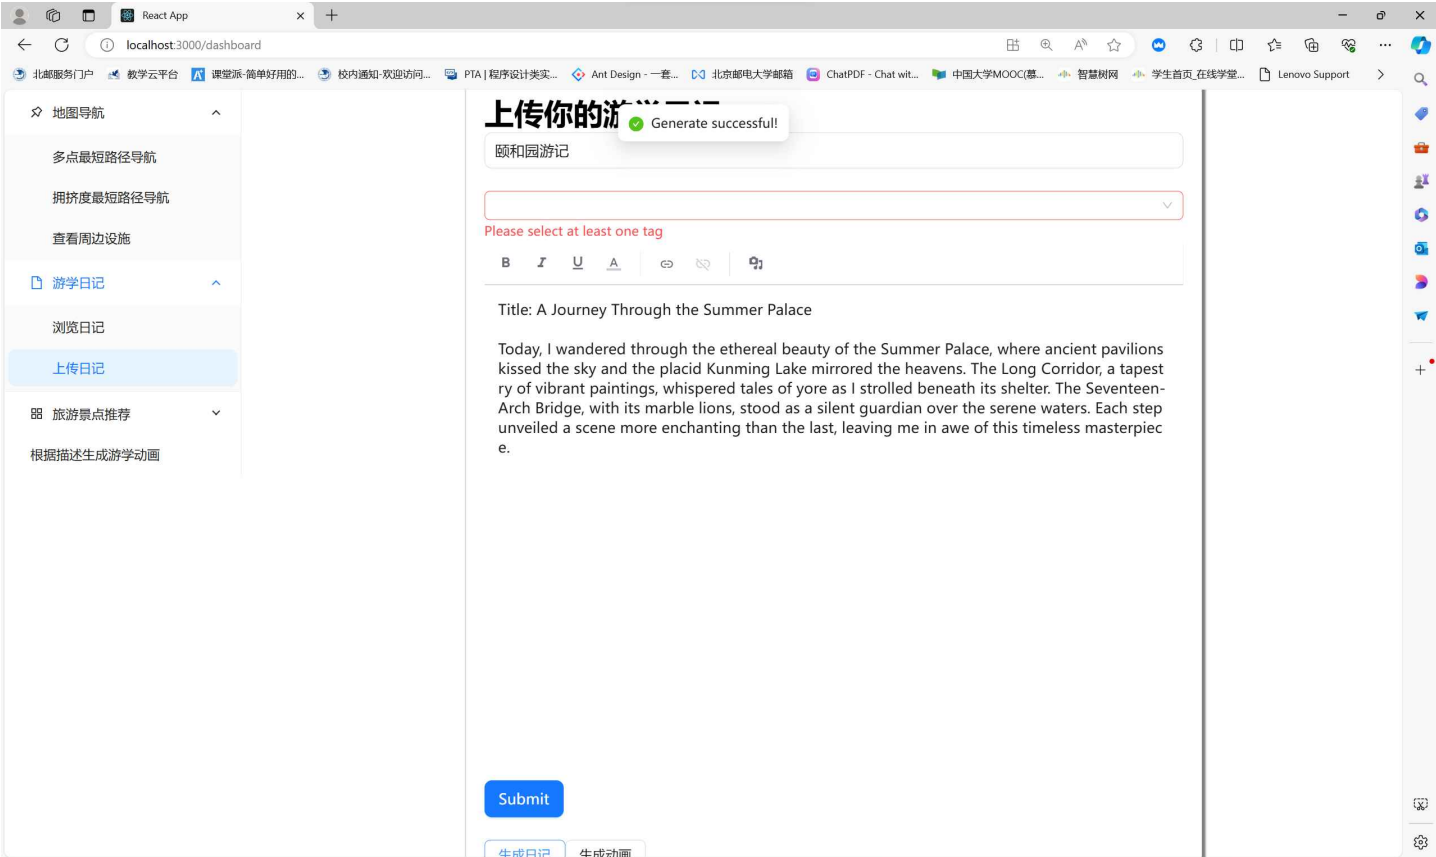 React App
localhost:3000/dashboard
北邮服务门户
教学云平台
课堂派-简单好用的...
校内通知-欢迎访问...
PTA | 程序设计类实...
Ant Design - 一套...
北京邮电大学邮箱
ChatPDF - Chat wit...
中国大学MOOC(慕...
智慧树网
学生首页_在线学堂...
Lenovo Support
地图导航
多点最短路径导航
拥挤度最短路径导航
查看周边设施
游学日记
浏览日记
上传日记
旅游景点推荐
根据描述生成游学动画
上传你的游学日记
Generate successful!
颐和园游记
Please select at least one tag
B I U A
Title: A Journey Through the Summer Palace
Today, I wandered through the ethereal beauty of the Summer Palace, where ancient pavilions
kissed the sky and the placid Kunming Lake mirrored the heavens. The Long Corridor, a tapest
ry of vibrant paintings, whispered tales of yore as I strolled beneath its shelter. The Seventeen-
Arch Bridge, with its marble lions, stood as a silent guardian over the serene waters. Each step
unveiled a scene more enchanting than the last, leaving me in awe of this timeless masterpiec
e.
Submit
生成日记
生成动画